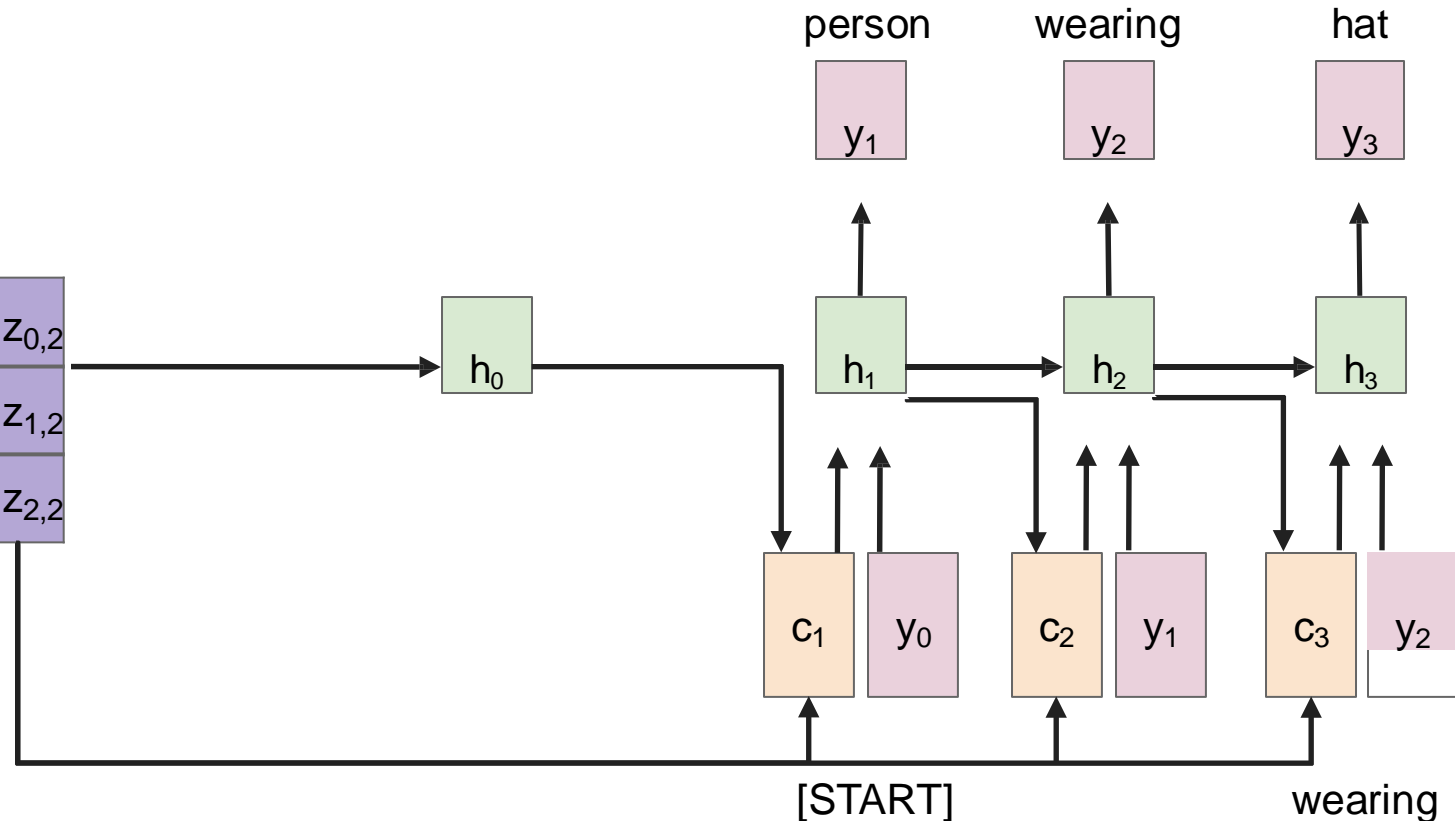 person wearing hat
y₁ y₂ y₃
z₀,₂
h₀ h₁ h₂ h₃
z₁,₂
z₂,₂
c₁ y₀ c₂ y₁ c₃ y₂
[START] wearing